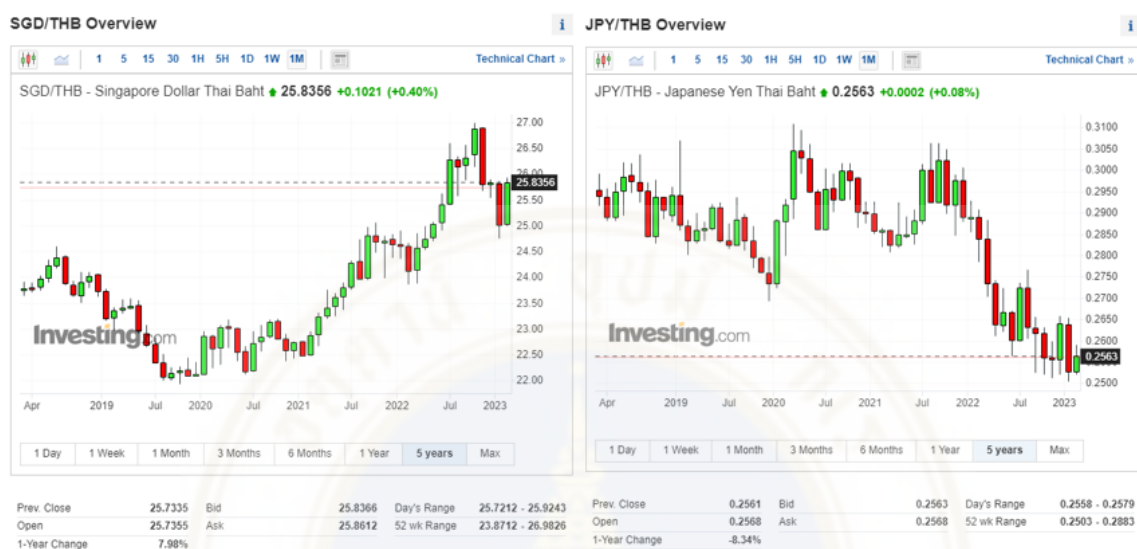 SGD/THB Overview
1 5 15 30 1H 5H 1D 1W 1M Technical Chart »
SGD/THB - Singapore Dollar Thai Baht 25.8356 +0.1021 (+0.40%)
27.00
26.50
26.00
25.8356
25.50
25.00
24.50
24.00
23.50
23.00
22.50
22.00
Investing.com
Apr 2019 Jul 2020 Jul 2021 Jul 2022 Jul 2023
1 Day 1 Week 1 Month 3 Months 6 Months 1 Year 5 years Max
Prev. Close 25.7335 Bid 25.8366 Day's Range 25.7212 - 25.9243
Open 25.7355 Ask 25.8612 52 wk Range 23.8712 - 26.9826
1-Year Change 7.98%
JPY/THB Overview
1 5 15 30 1H 5H 1D 1W 1M Technical Chart »
JPY/THB - Japanese Yen Thai Baht 0.2563 +0.0002 (+0.08%)
0.3100
0.3050
0.3000
0.2950
0.2900
0.2850
0.2800
0.2750
0.2700
0.2650
0.2600
0.2563
0.2500
Investing.com
Apr 2019 Jul 2020 Jul 2021 Jul 2022 Jul 2023
1 Day 1 Week 1 Month 3 Months 6 Months 1 Year 5 years Max
Prev. Close 0.2561 Bid 0.2563 Day's Range 0.2558 - 0.2579
Open 0.2568 Ask 0.2568 52 wk Range 0.2503 - 0.2883
1-Year Change -8.34%